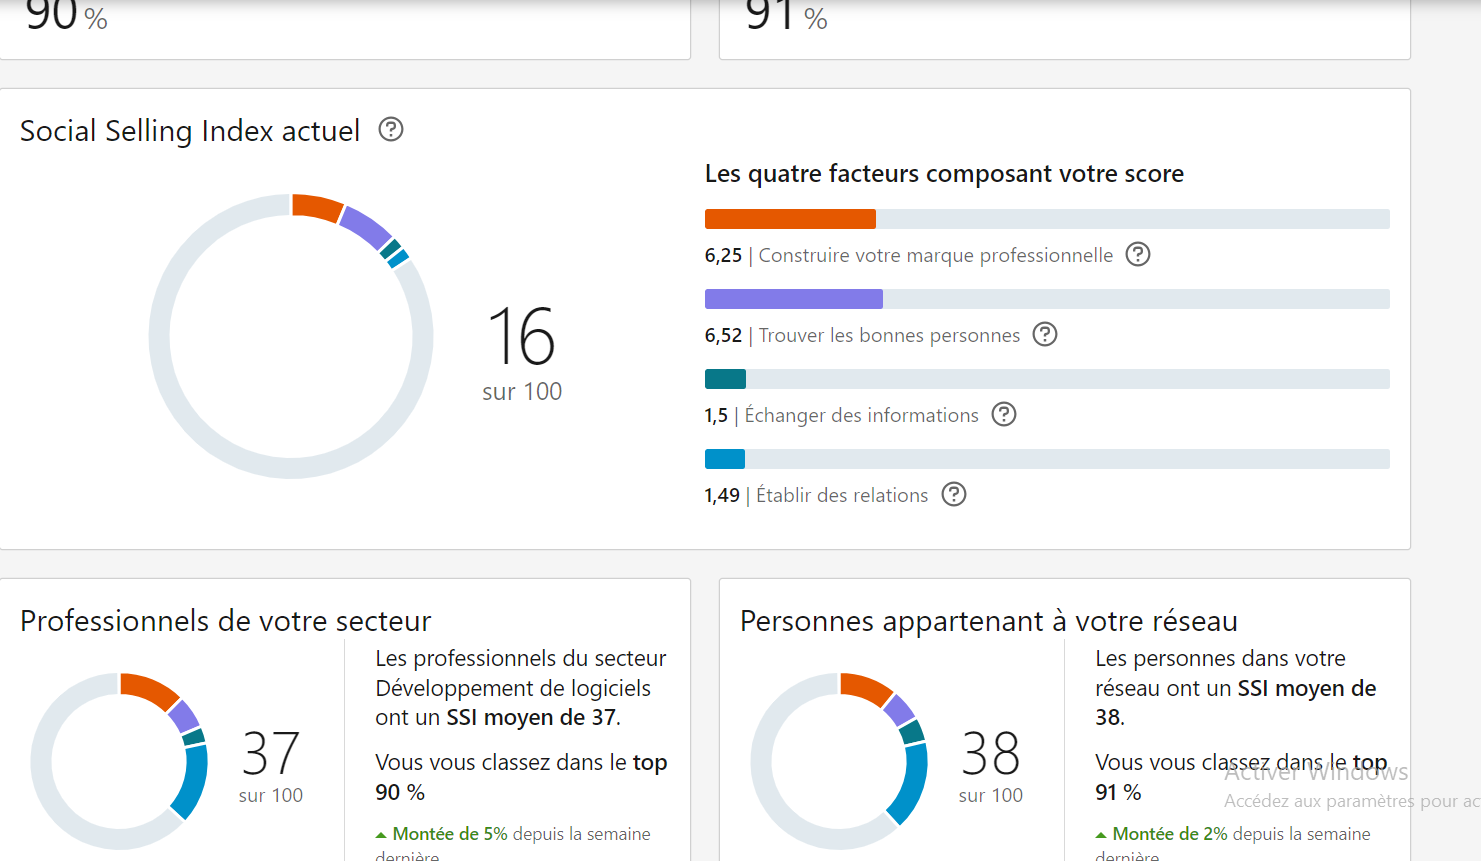 90 %
91 %
Social Selling Index actuel ?
Les quatre facteurs composant votre score
6,25 | Construire votre marque professionnelle ?
6,52 | Trouver les bonnes personnes ?
1,5 | Échanger des informations ?
1,49 | Établir des relations ?
16
sur 100
Professionnels de votre secteur
37
sur 100
Les professionnels du secteur
Développement de logiciels
ont un SSI moyen de 37.
Vous vous classez dans le top
90 %
Montée de 5% depuis la semaine
dernière
Personnes appartenant à votre réseau
38
sur 100
Les personnes dans votre
réseau ont un SSI moyen de
38.
Vous vous classez dans le top
91 %
Montée de 2% depuis la semaine
dernière
Activer Windows
Accédez aux paramètres pour ac